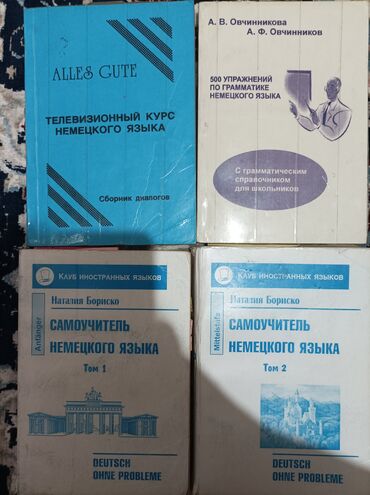 ALLES GUTE
ТЕЛЕВИЗИОННЫЙ КУРС
НЕМЕЦКОГО ЯЗЫКА
Сборник диалогов
А. В. Овчинникова
А. Ф. Овчинников
500 УПРАЖНЕНИЙ
ПО ГРАММАТИКЕ
НЕМЕЦКОГО ЯЗЫКА
С грамматическим
справочником
для школьников
КЛУБ ИНОСТРАННЫХ ЯЗЫКОВ
Наталия Бориско
Anfänger
САМОУЧИТЕЛЬ
НЕМЕЦКОГО ЯЗЫКА
Том 1
DEUTSCH
OHNE PROBLEME
КЛУБ ИНОСТРАННЫХ ЯЗЫКОВ
Наталия Бориско
Mittelstufe
САМОУЧИТЕЛЬ
НЕМЕЦКОГО ЯЗЫКА
Том 2
DEUTSCH
OHNE PROBLEME